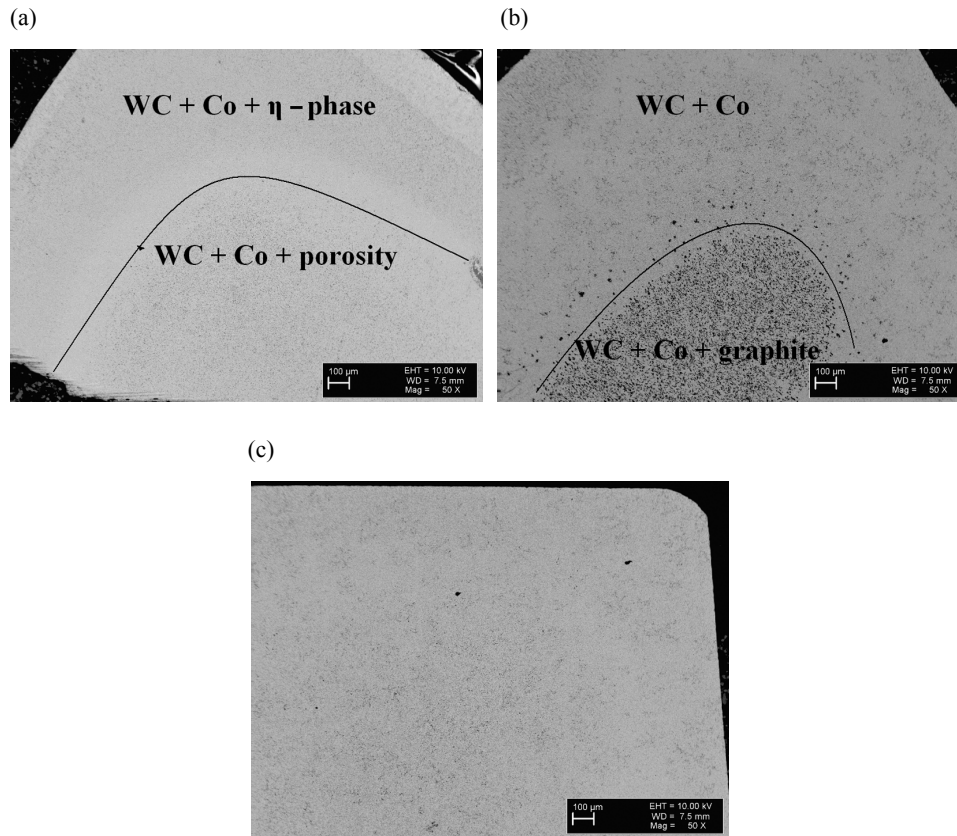 (a)
(b)
WC + Co + η – phase
WC + Co + porosity
100 µm
EHT = 10.00 kV
WD = 7.5 mm
Mag = 50 X
WC + Co
WC + Co + graphite
100 µm
EHT = 10.00 kV
WD = 7.5 mm
Mag = 50 X
(c)
100 µm
EHT = 10.00 kV
WD = 7.5 mm
Mag = 50 X